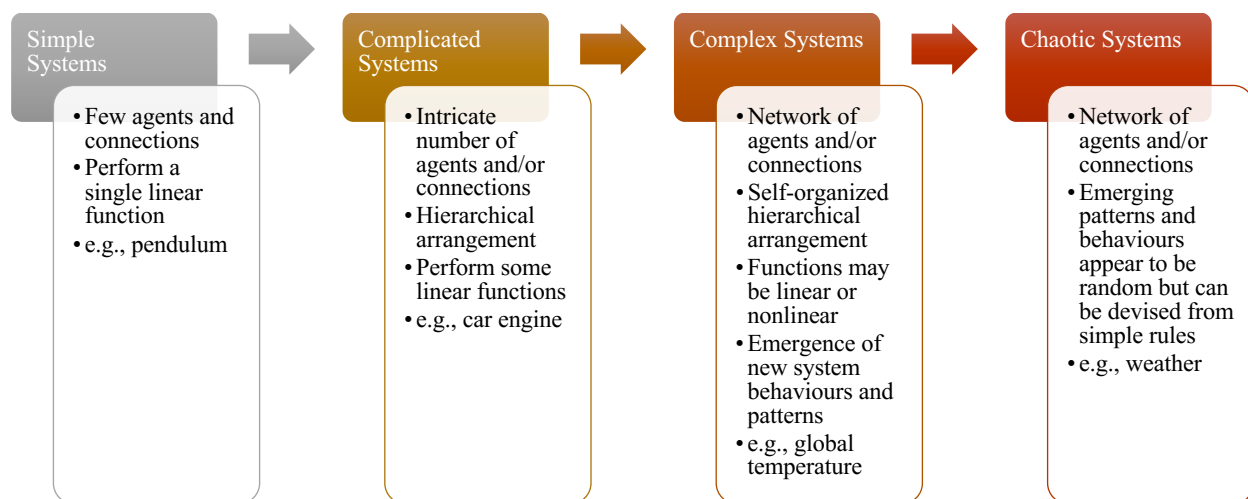 Simple
Systems
• Few agents and
connections
• Perform a
single linear
function
• e.g., pendulum
Complicated
Systems
• Intricate
number of
agents and/or
connections
• Hierarchical
arrangement
• Perform some
linear functions
• e.g., car engine
Complex Systems
• Network of
agents and/or
connections
• Self-organized
hierarchical
arrangement
• Functions may
be linear or
nonlinear
• Emergence of
new system
behaviours and
patterns
• e.g., global
temperature
Chaotic Systems
• Network of
agents and/or
connections
• Emerging
patterns and
behaviours
appear to be
random but can
be devised from
simple rules
• e.g., weather